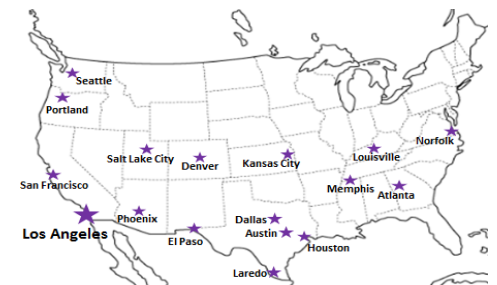 Seattle
Portland
Norfolk
Salt Lake City
Denver
Kansas City
Louisville
San Francisco
Memphis
Atlanta
Phoenix
Dallas
Los Angeles
El Paso
Austin
Houston
Laredo